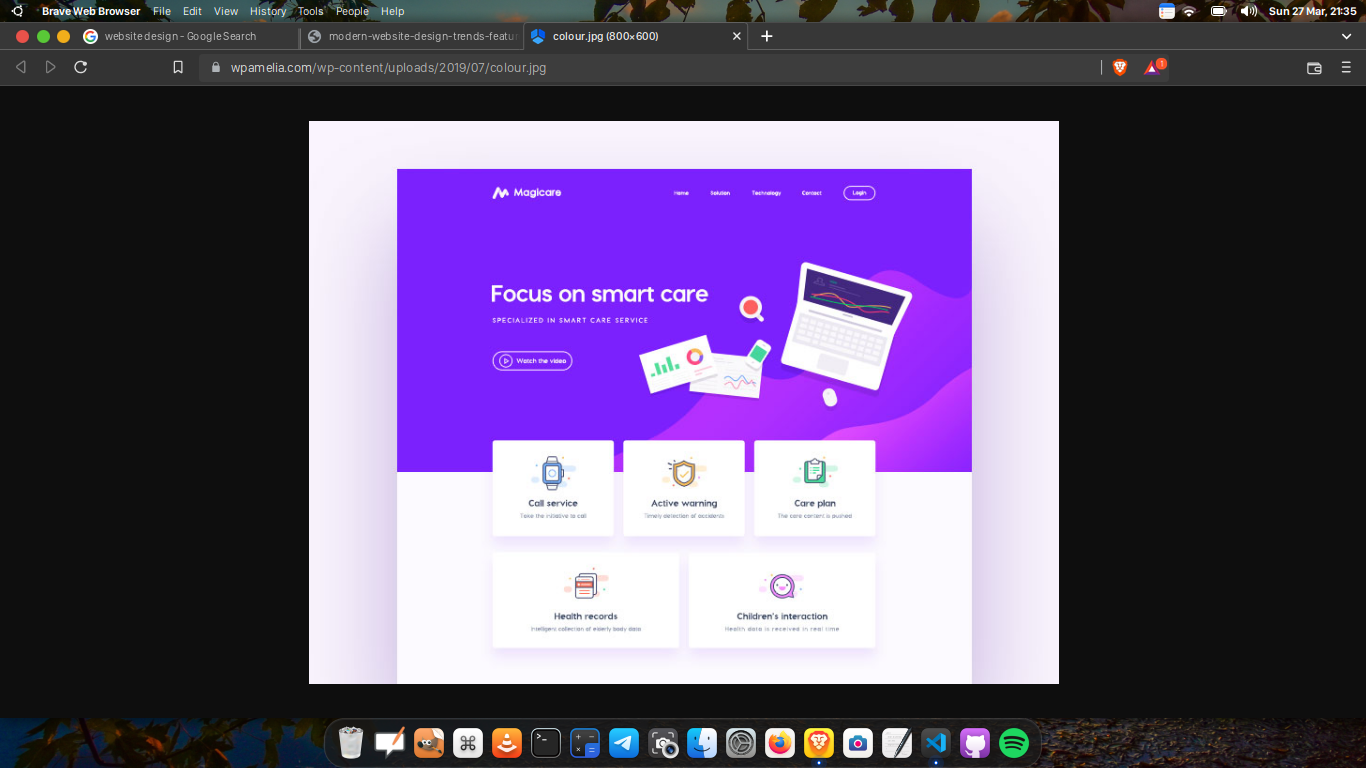 Brave Web Browser File Edit View History Tools People Help Sun 27 Mar, 21:35
website design - Google Search modern-website-design-trends-featur colour.jpg (800×600)
wpamelia.com/wp-content/uploads/2019/07/colour.jpg 1
Magicare Home Solution Technology Contact Login
Focus on smart care
SPECIALIZED IN SMART CARE SERVICE
Watch the video
Call service Active warning Care plan
Take the initiative to call Timely detection of accidents The care content is pushed
Health records Children's interaction
Intelligent collection of elderly body data Health data is received in real time